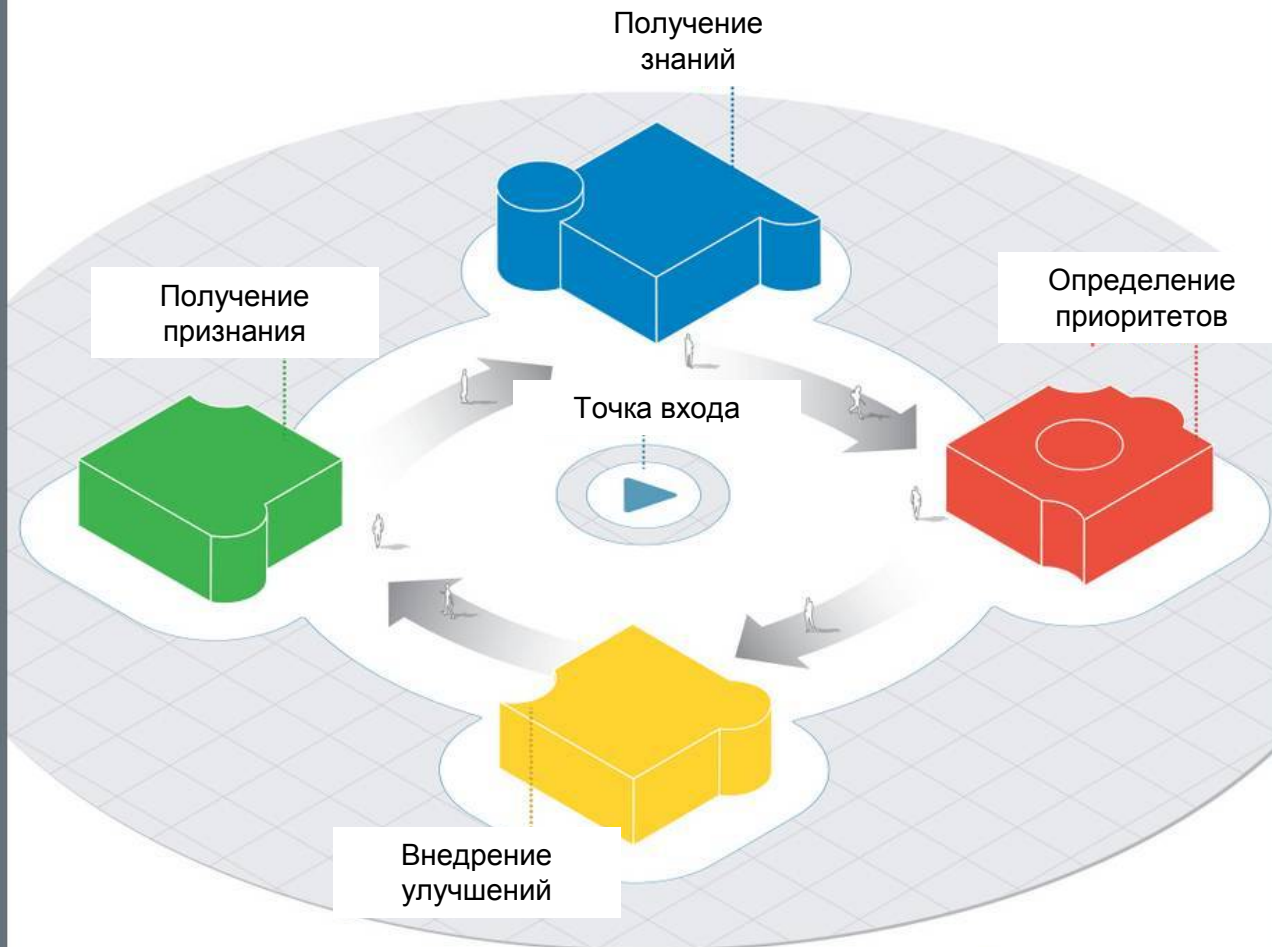 Получение
знаний
Определение
приоритетов
Получение
признания
Точка входа
Внедрение
улучшений